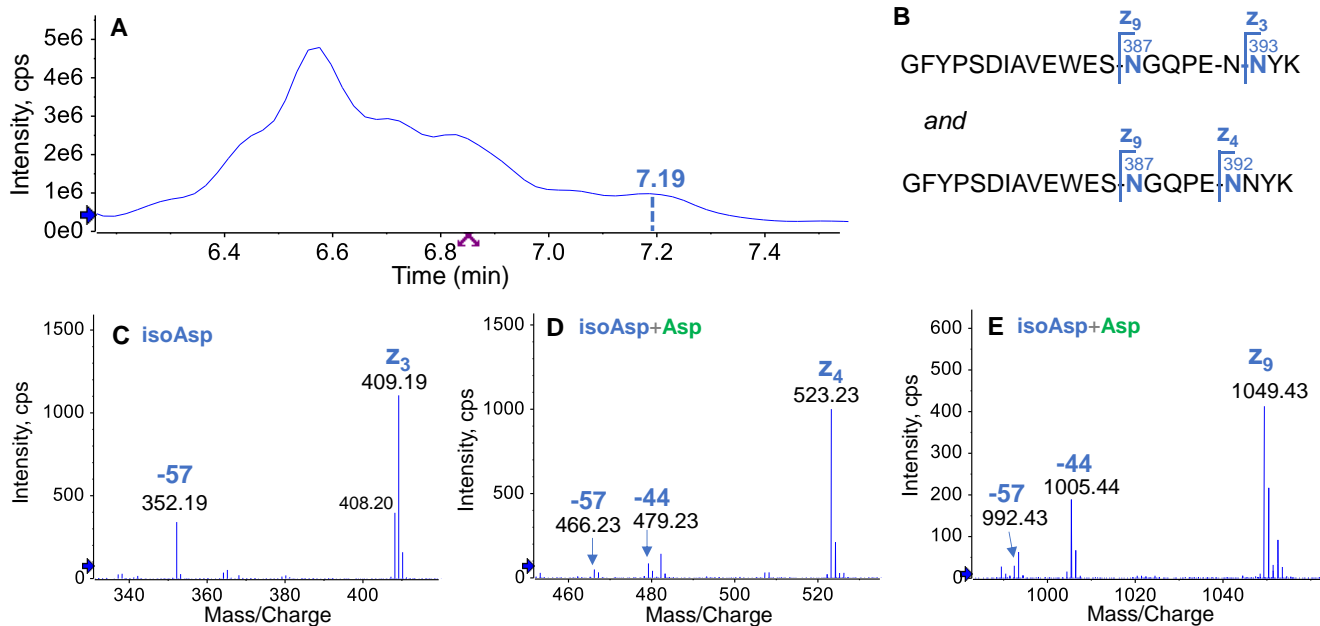 A
Intensity, cps
5e6
4e6
3e6
2e6
1e6
0e0
7.19
6.4
6.6
6.8
7.0
7.2
7.4
Time (min)
B
z9 z3
387 393
GFYPSDIAVEWES-NGQPE-N-NYK
and
z9 z4
387 392
GFYPSDIAVEWES-NGQPE-NNYK
C isoAsp
Intensity, cps
1500
1000
500
0
z3
409.19
408.20
-57
352.19
340
360
380
400
Mass/Charge
D isoAsp+Asp
Intensity, cps
1500
1000
500
0
z4
523.23
-57
466.23
-44
479.23
460
480
500
520
Mass/Charge
E isoAsp+Asp
Intensity, cps
600
500
400
300
200
100
0
z9
1049.43
-44
1005.44
-57
992.43
1000
1020
1040
Mass/Charge